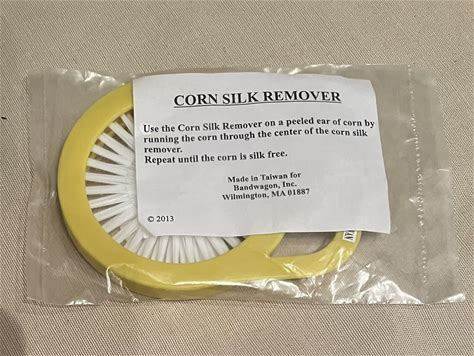 CORN SILK REMOVER
Use the Corn Silk Remover on a peeled ear of corn by
running the corn through the center of the corn silk
remover.
Repeat until the corn is silk free.
Made in Taiwan for
Bandwagon, Inc.
Wilmington, MA 01887
© 2013